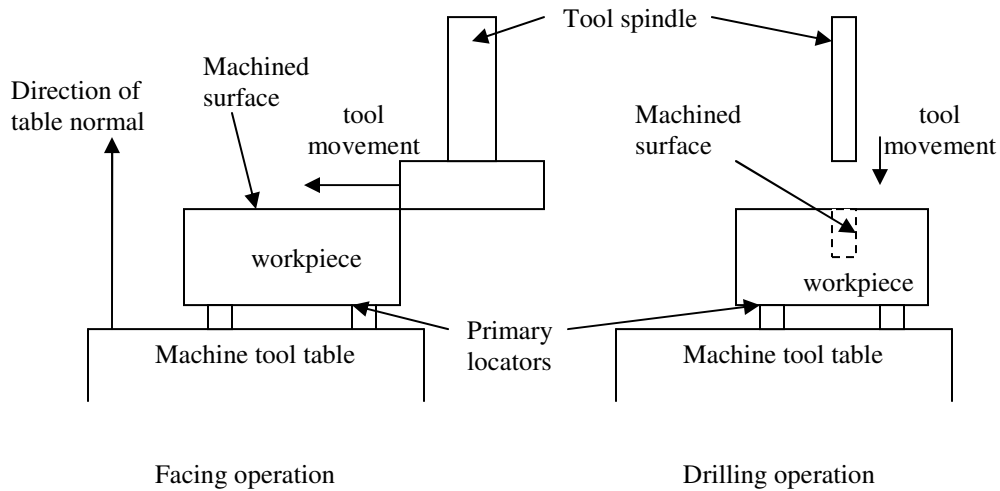 Tool spindle
Machined
surface
Direction of
table normal
tool
movement
Machined
surface
tool
movement
workpiece
workpiece
Primary
locators
Machine tool table
Machine tool table
Facing operation
Drilling operation